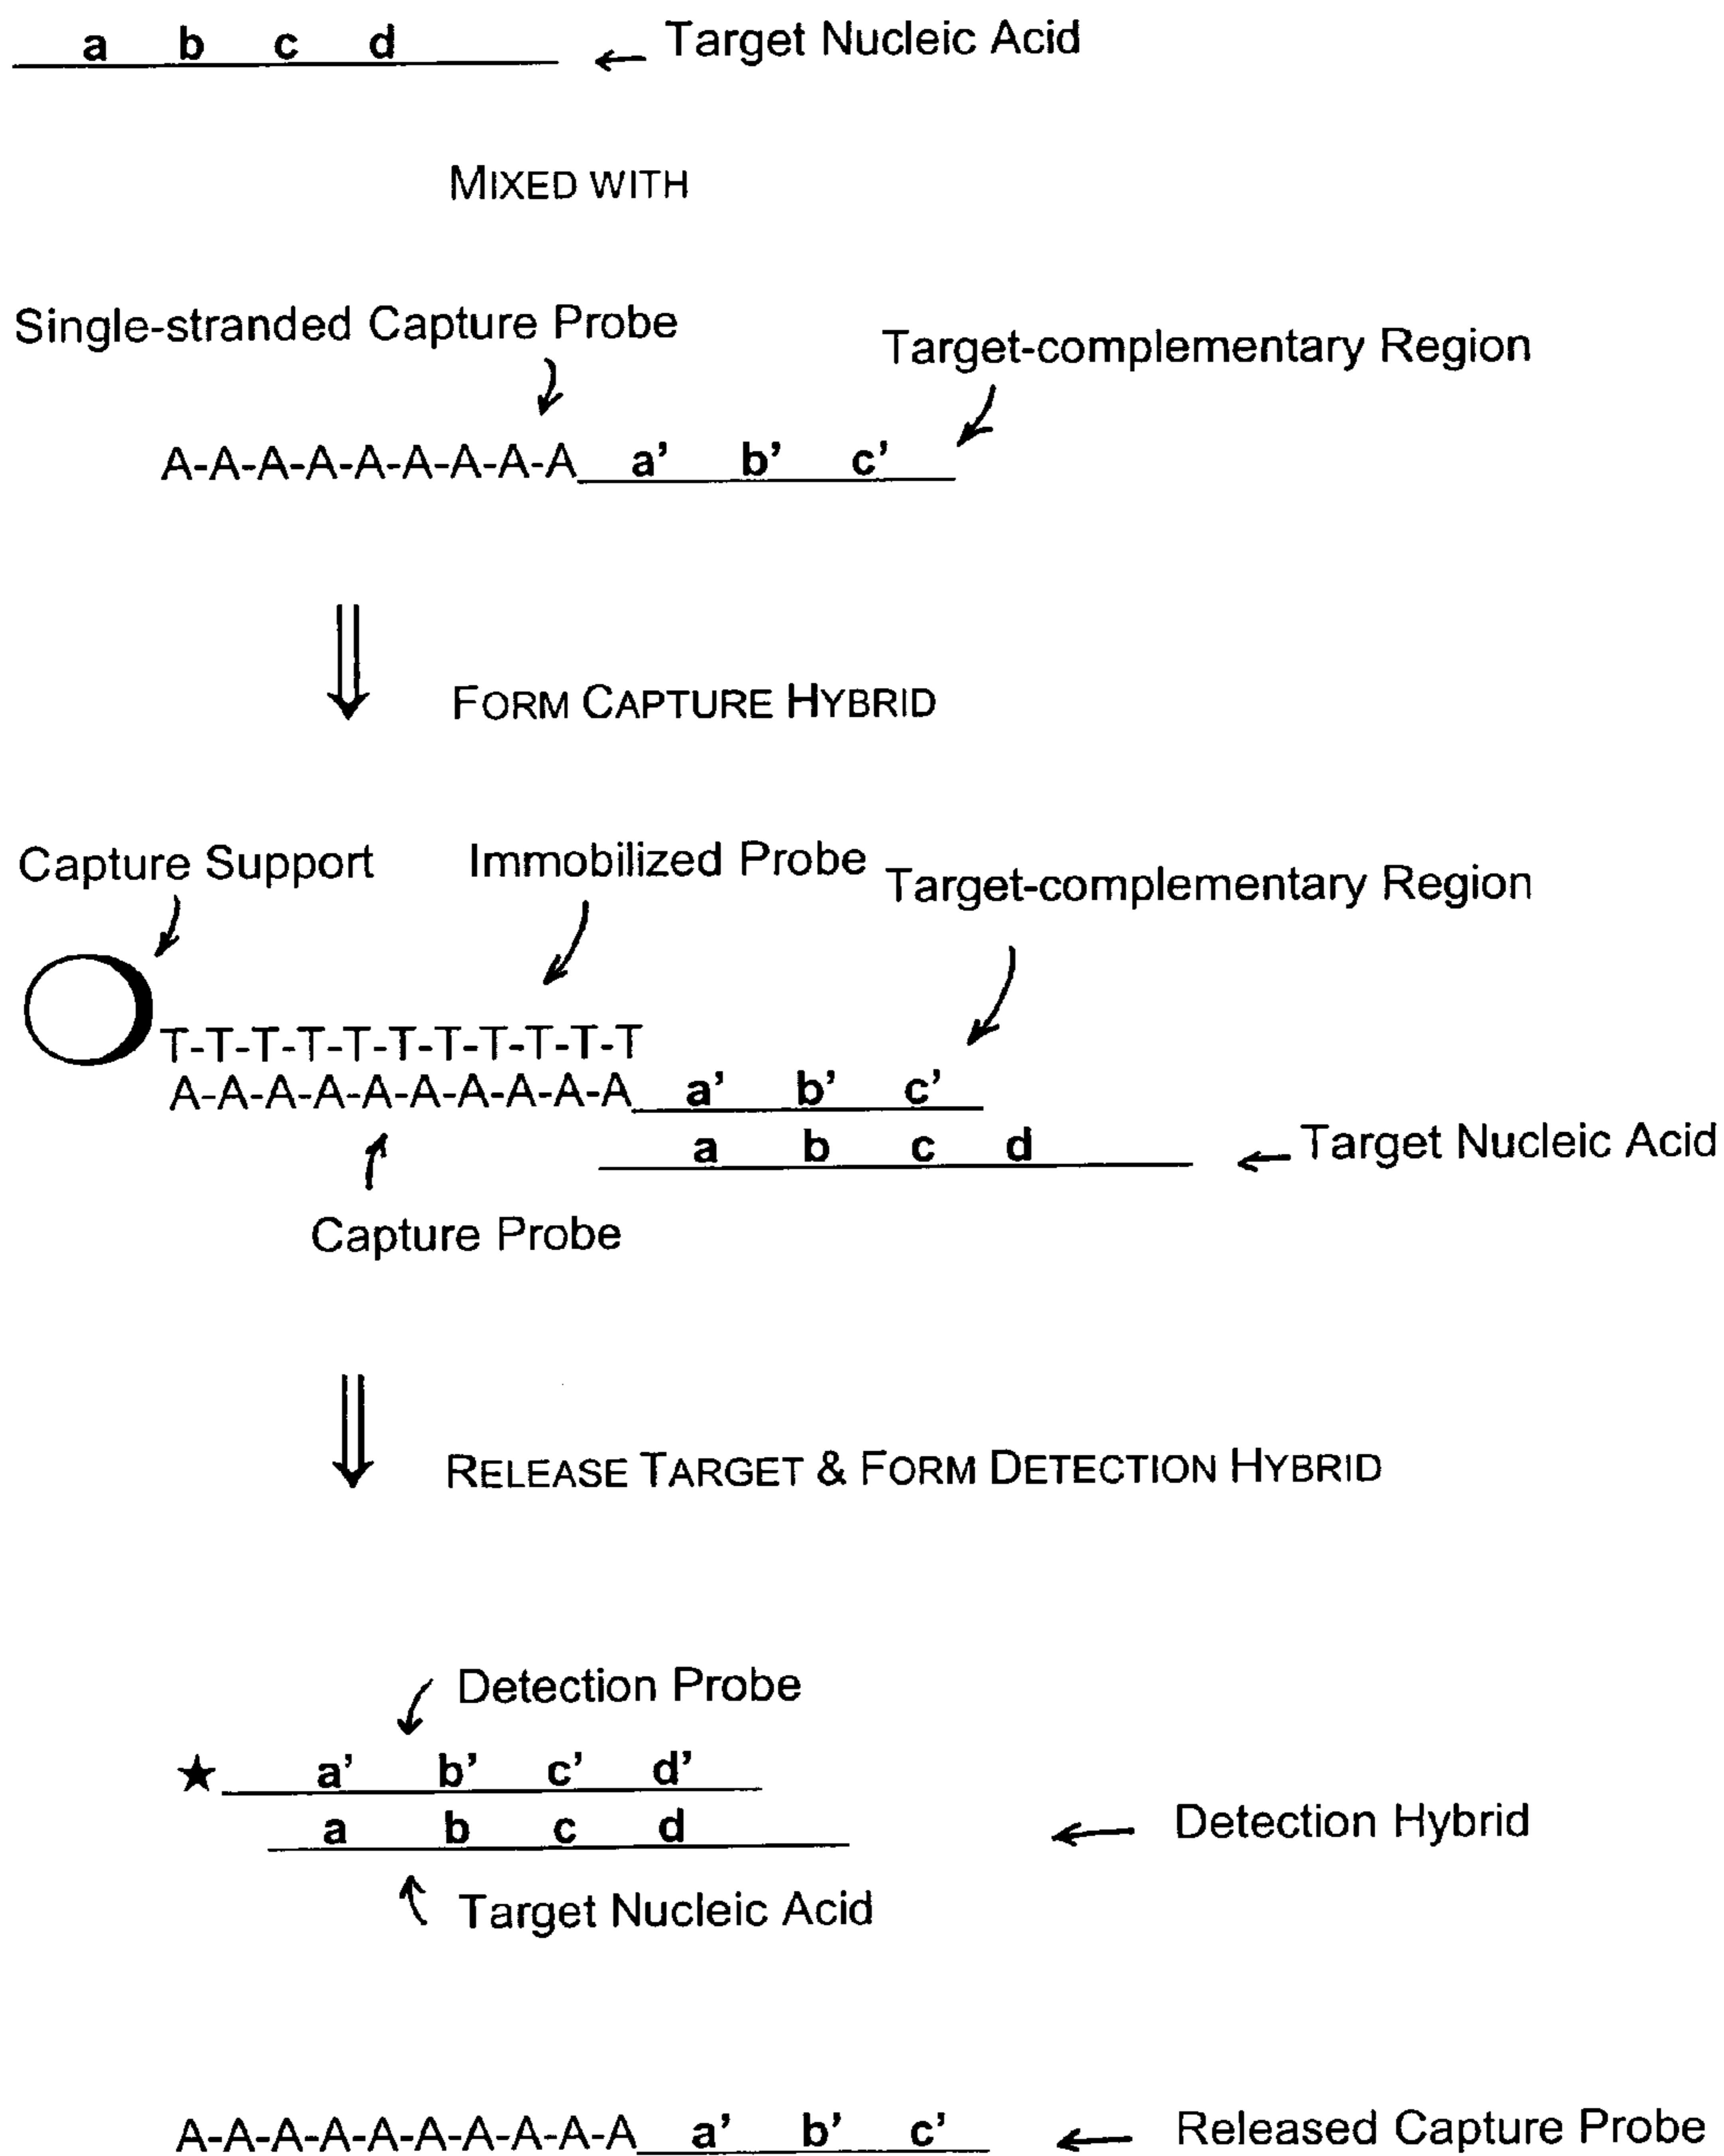 a b c d
Target Nucleic Acid
MIXED WITH
Single-stranded Capture Probe
Target-complementary Region
A-A-A-A-A-A-A-A-A a' b' c'
FORM CAPTURE HYBRID
Capture Support
Immobilized Probe
Target-complementary Region
T-T-T-T-T-T-T-T-T-T-T
A-A-A-A-A-A-A-A-A-A a' b' c'
a b c d
Target Nucleic Acid
Capture Probe
RELEASE TARGET & FORM DETECTION HYBRID
Detection Probe
★ a' b' c' d'
a b c d
Detection Hybrid
Target Nucleic Acid
A-A-A-A-A-A-A-A-A-A a' b' c'
Released Capture Probe